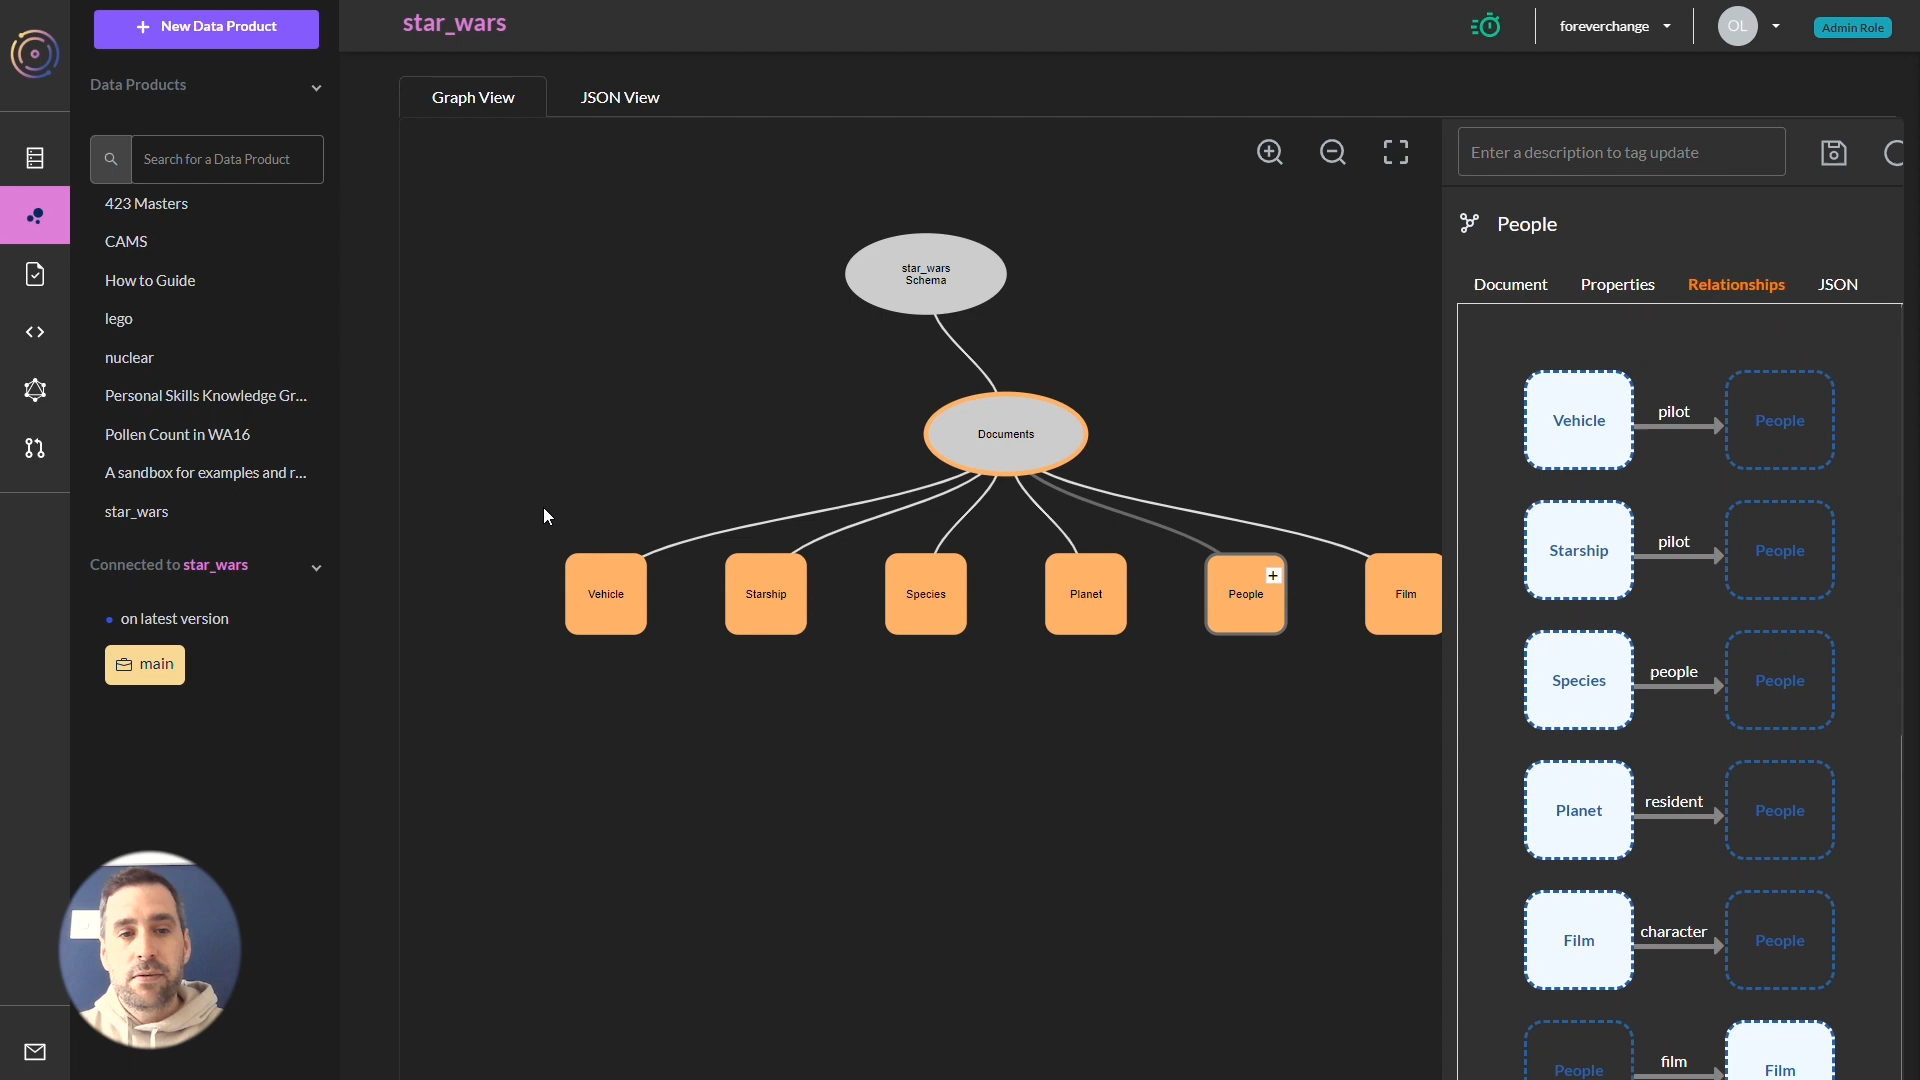 New Data Product
star_wars
foreverchange
OL
Admin Role
Data Products
Search for a Data Product
423 Masters
CAMS
How to Guide
lego
nuclear
Personal Skills Knowledge Gr...
Pollen Count in WA16
A sandbox for examples and r...
star_wars
Connected to star_wars
on latest version
main
Graph View
JSON View
star_wars
Schema
Documents
Vehicle
Starship
Species
Planet
People
Film
Enter a description to tag update
People
Document
Properties
Relationships
JSON
Vehicle
pilot
People
Starship
pilot
People
Species
people
People
Planet
resident
People
Film
character
People
People
film
Film